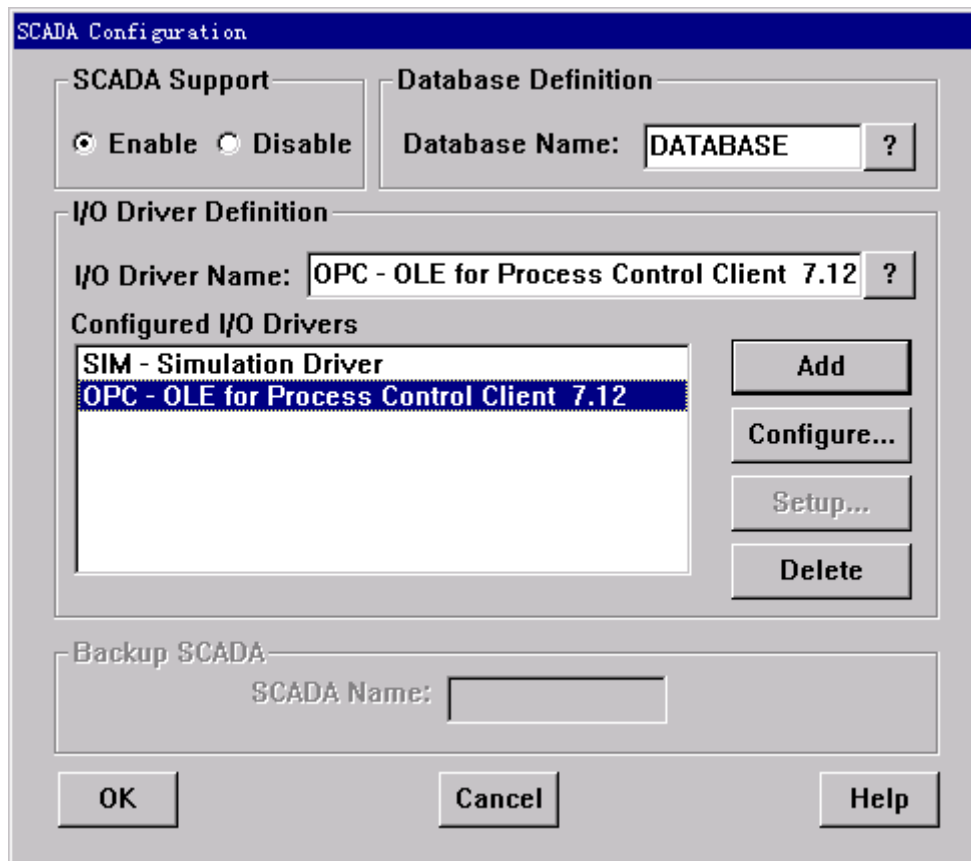 SCADA Configuration
SCADA Support
Enable Disable
Database Definition
Database Name: DATABASE ?
I/O Driver Definition
I/O Driver Name: OPC - OLE for Process Control Client 7.12 ?
Configured I/O Drivers
SIM - Simulation Driver
OPC - OLE for Process Control Client 7.12
Add
Configure...
Setup...
Delete
Backup SCADA
SCADA Name:
OK Cancel Help